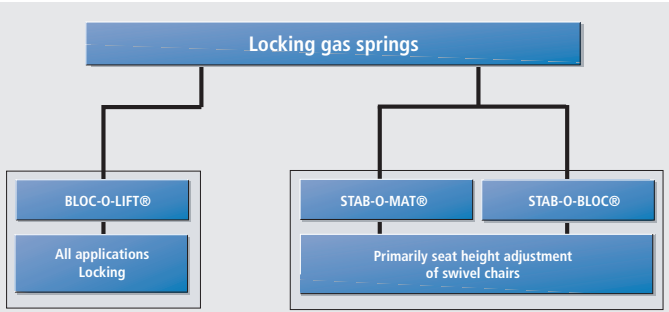 Locking gas springs
BLOC-O-LIFT®
STAB-O-MAT®
STAB-O-BLOC®
All applications
Locking
Primarily seat height adjustment
of swivel chairs